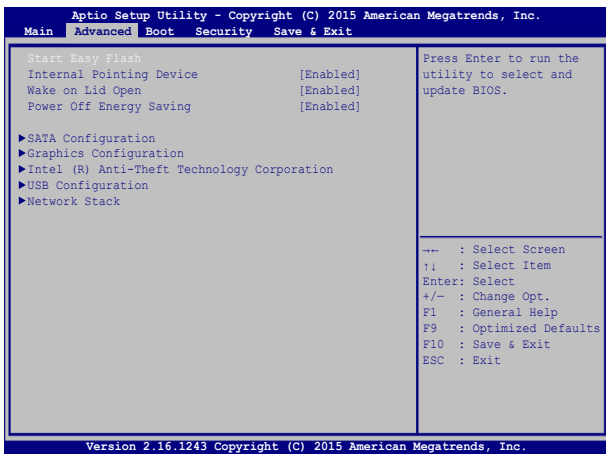 Aptio Setup Utility - Copyright (C) 2015 American Megatrends, Inc.
Main Advanced Boot Security Save & Exit
Start Easy Flash
Internal Pointing Device [Enabled]
Wake on Lid Open [Enabled]
Power Off Energy Saving [Enabled]
▶SATA Configuration
▶Graphics Configuration
▶Intel (R) Anti-Theft Technology Corporation
▶USB Configuration
▶Network Stack
Press Enter to run the
utility to select and
update BIOS.
→← : Select Screen
↑↓ : Select Item
Enter: Select
+/— : Change Opt.
F1 : General Help
F9 : Optimized Defaults
F10 : Save & Exit
ESC : Exit
Version 2.16.1243 Copyright (C) 2015 American Megatrends, Inc.